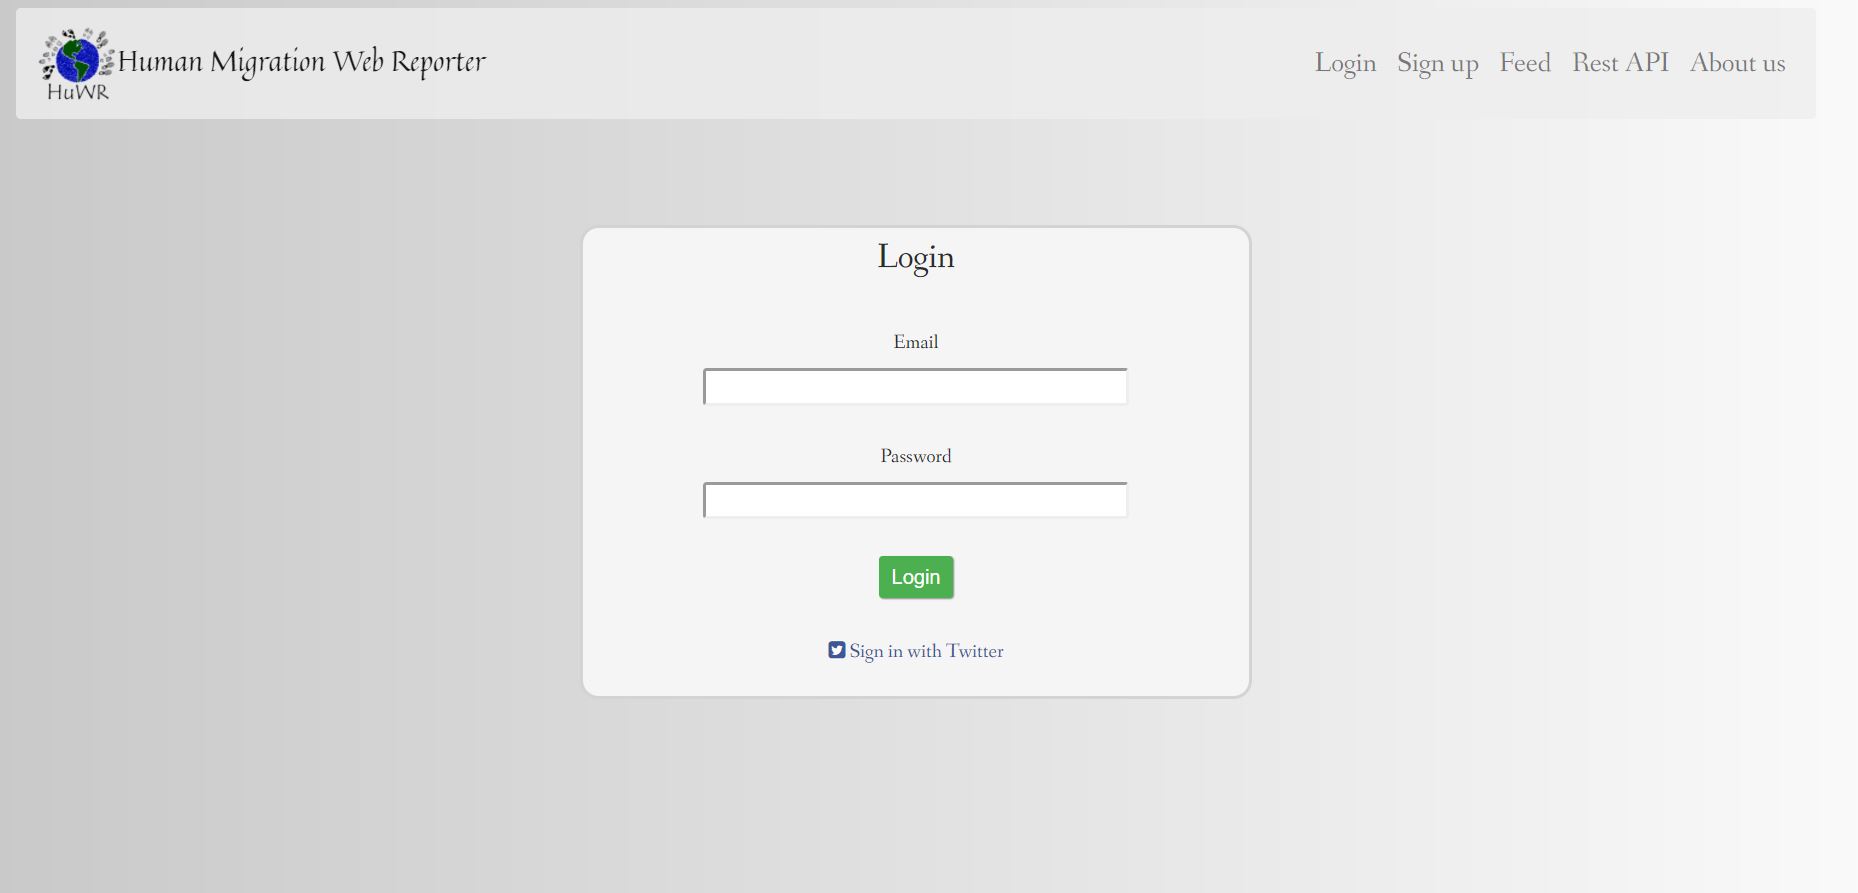 Human Migration Web Reporter
HuWR
Login Sign up Feed Rest API About us
Login
Email
Password
Login
Sign in with Twitter